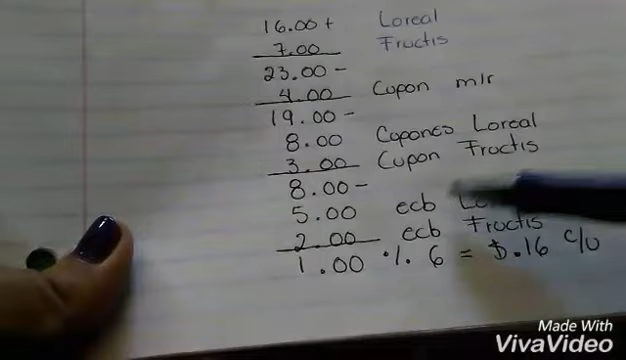 16.00+ Loreal
7.00 Fructis
23.00-
4.00 Cupon mfr
19.00-
8.00 Cupones Loreal
3.00 Cupon Fructis
8.00-
5.00 ecb
2.00 ecb Fructis
1.00 ·/. 6 = $.16 c/u
Made With
VivaVideo